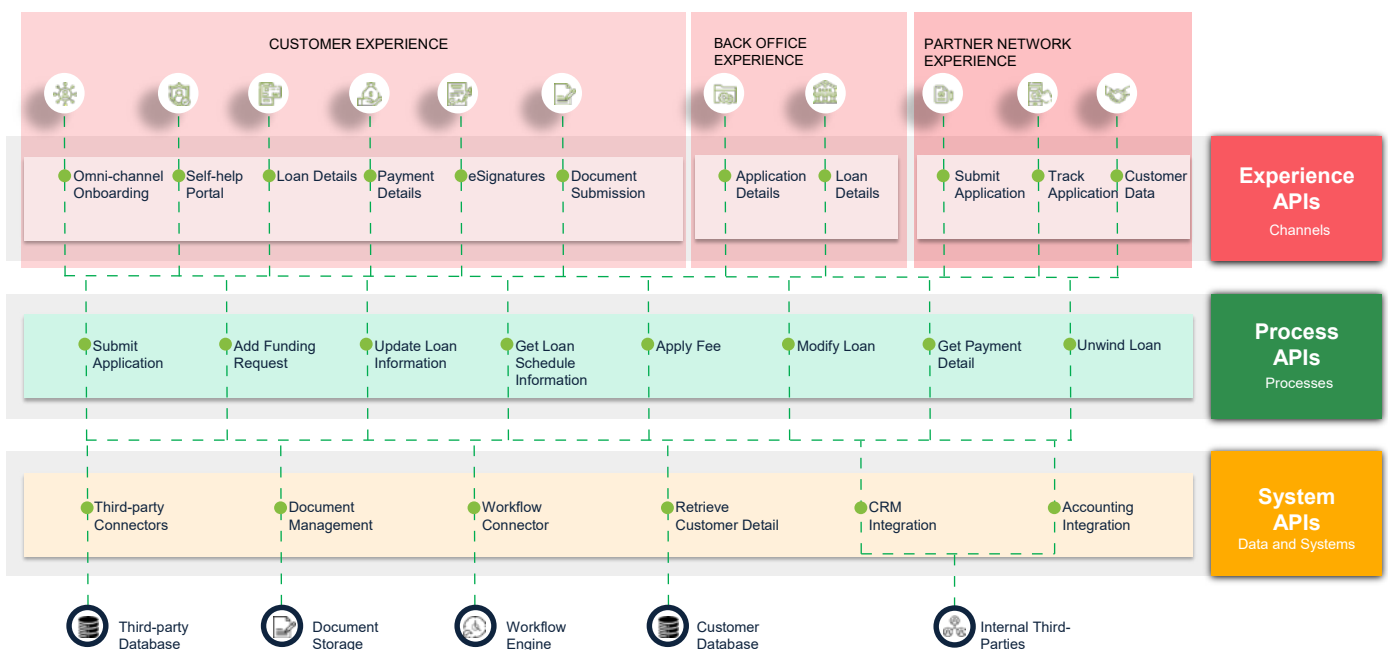 CUSTOMER EXPERIENCE
BACK OFFICE
EXPERIENCE
PARTNER NETWORK
EXPERIENCE
Omni-channel
Onboarding
Self-help
Portal
Loan Details
Payment
Details
eSignatures
Document
Submission
Application
Details
Loan
Details
Submit
Application
Track
Application
Customer
Data
Experience
APIs
Channels
Submit
Application
Add Funding
Request
Update Loan
Information
Get Loan
Schedule
Information
Apply Fee
Modify Loan
Get Payment
Detail
Unwind Loan
Process
APIs
Processes
Third-party
Connectors
Document
Management
Workflow
Connector
Retrieve
Customer Detail
CRM
Integration
Accounting
Integration
System
APIs
Data and Systems
Third-party
Database
Document
Storage
Workflow
Engine
Customer
Database
Internal Third-
Parties